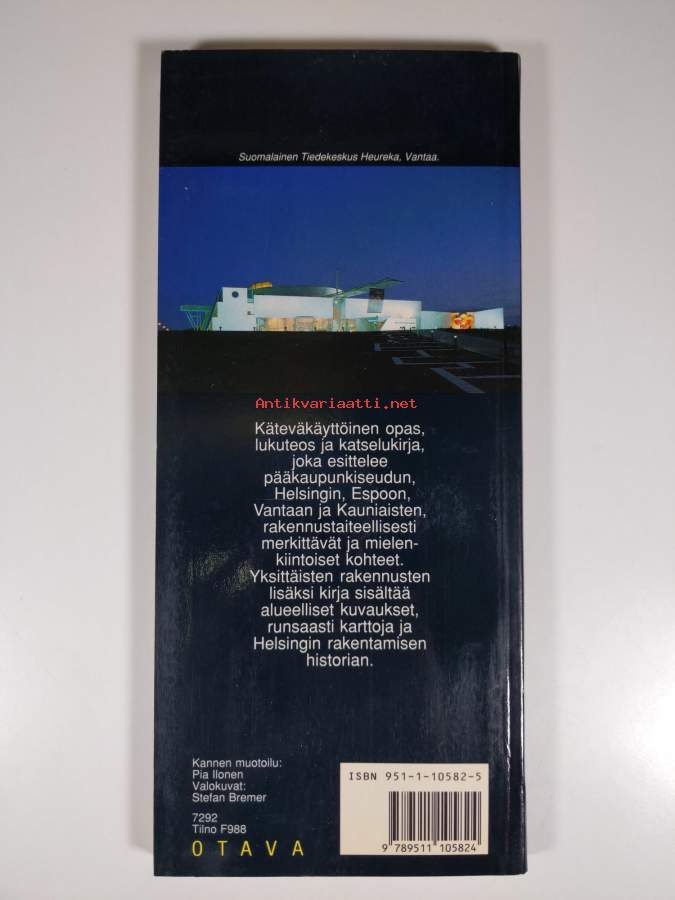 Suomalainen Tiedekeskus Heureka, Vantaa.
Antikvariaatti.net
Käteväkäyttöinen opas,
lukuteos ja katselukirja,
joka esittelee
pääkaupunkiseudun,
Helsingin, Espoon,
Vantaan ja Kauniaisten,
rakennustaiteellisesti
merkittävät ja mielen-
kiintoiset kohteet.
Yksittäisten rakennusten
lisäksi kirja sisältää
alueelliset kuvaukset,
runsaasti karttoja ja
Helsingin rakentamisen
historian.
Kannen muotoilu:
Pia Ilonen
Valokuvat:
Stefan Bremer
7292
Tilno F988
OTAVA
ISBN 951-1-10582-5
9 789511 105824